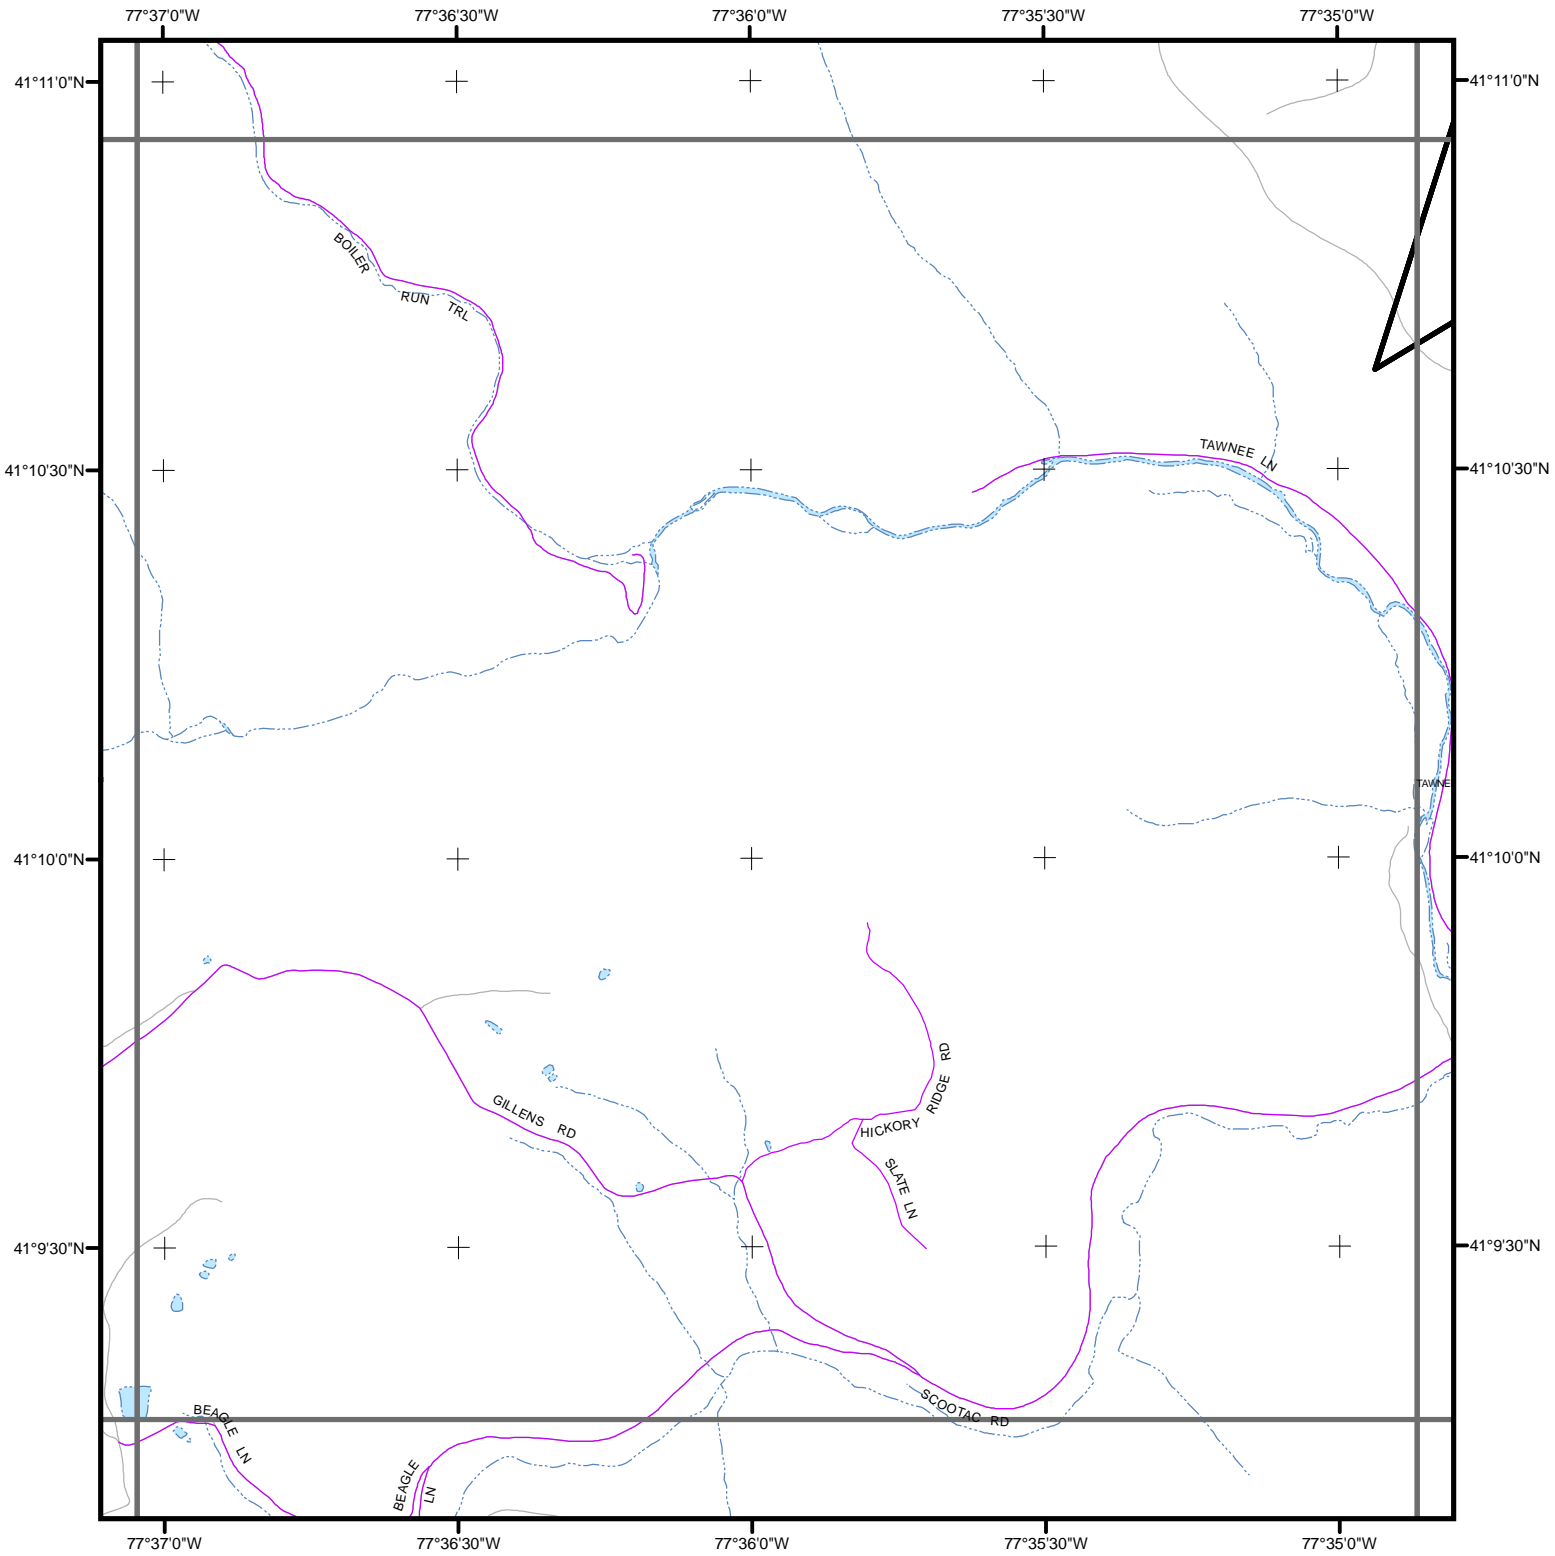 77°37'0"W 77°36'30"W 77°36'0"W 77°35'30"W 77°35'0"W
41°11'0"N 41°11'0"N
BOILER RUN TRL
TAWNEE LN
41°10'30"N 41°10'30"N
TAWNE
41°10'0"N 41°10'0"N
GILLENS RD
HICKORY RIDGE RD
SLATE LN
41°9'30"N 41°9'30"N
SCOOTAC RD
BEAGLE LN
BEAGLE LN
77°37'0"W 77°36'30"W 77°36'0"W 77°35'30"W 77°35'0"W